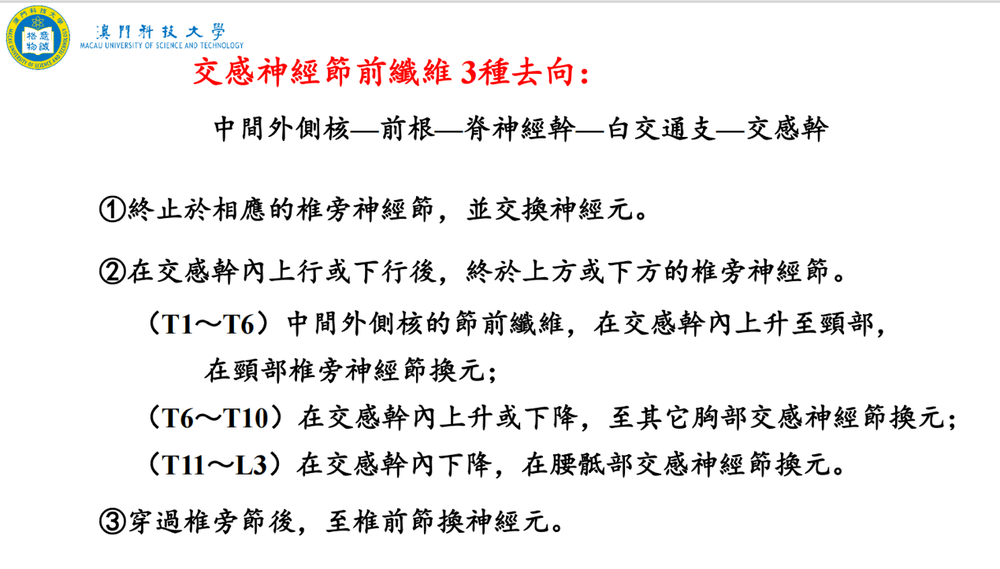 澳門科技大學
MACAU UNIVERSITY OF SCIENCE AND TECHNOLOGY
格意
物誠
交感神經節前纖維 3種去向：
中間外側核—前根—脊神經幹—白交通支—交感幹
①終止於相應的椎旁神經節，並交換神經元。
②在交感幹內上行或下行後，終於上方或下方的椎旁神經節。
（T1～T6）中間外側核的節前纖維，在交感幹內上升至頸部，
在頸部椎旁神經節換元；
（T6～T10）在交感幹內上升或下降，至其它胸部交感神經節換元；
（T11～L3）在交感幹內下降，在腰骶部交感神經節換元。
③穿過椎旁節後，至椎前節換神經元。